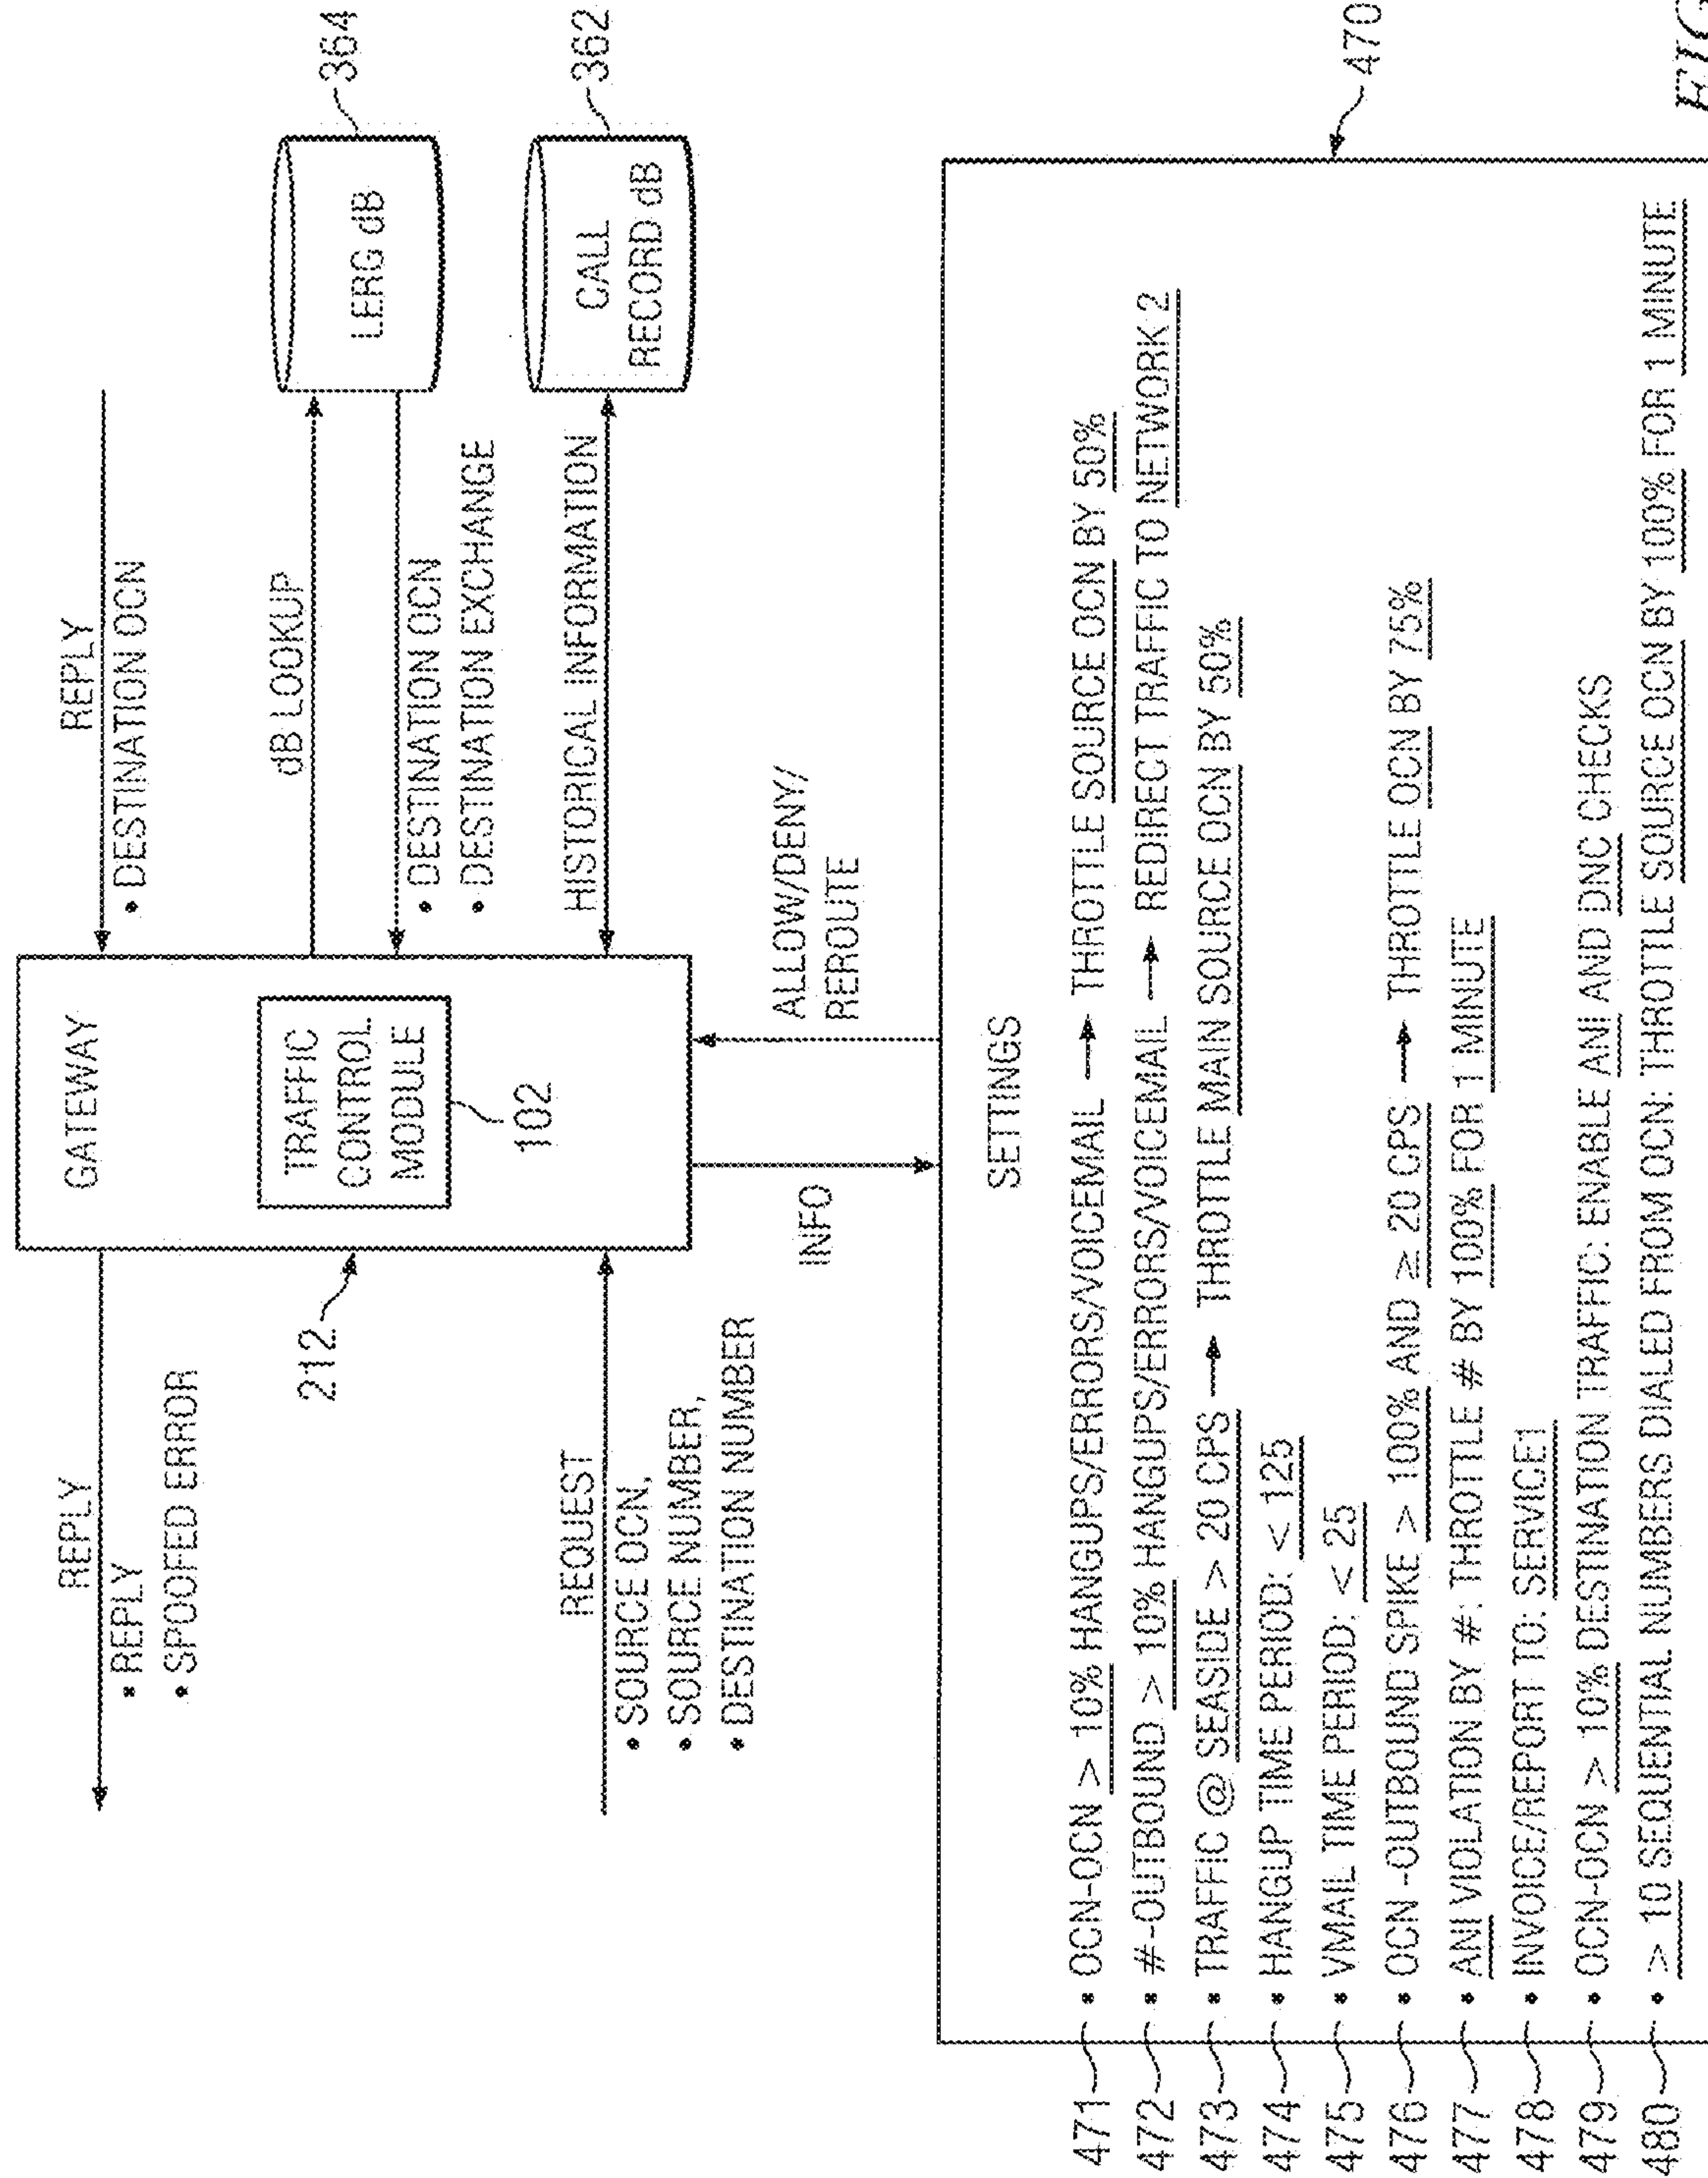 REPLY
• REPLY
• SPOOFED ERROR
212
REQUEST
• SOURCE OCN,
• SOURCE NUMBER,
• DESTINATION NUMBER
GATEWAY
TRAFFIC
CONTROL
MODULE
102
REPLY
• DESTINATION OCN
dB LOOKUP
• DESTINATION OCN
• DESTINATION EXCHANGE
HISTORICAL INFORMATION
LERG dB
364
CALL
RECORD dB
362
INFO
ALLOW/DENY/
REROUTE
470
SETTINGS
471 • OCN-OCN > 10% HANGUPS/ERRORS/VOICEMAIL → THROTTLE SOURCE OCN BY 50%
472 • #-OUTBOUND > 10% HANGUPS/ERRORS/VOICEMAIL → REDIRECT TRAFFIC TO NETWORK 2
473 • TRAFFIC @ SEASIDE > 20 CPS → THROTTLE MAIN SOURCE OCN BY 50%
474 • HANGUP TIME PERIOD: < 125
475 • VMAIL TIME PERIOD: < 25
476 • OCN -OUTBOUND SPIKE > 100% AND ≥ 20 CPS → THROTTLE OCN BY 75%
477 • ANI VIOLATION BY #: THROTTLE # BY 100% FOR 1 MINUTE
478 • INVOICE/REPORT TO: SERVICE1
479 • OCN-OCN > 10% DESTINATION TRAFFIC: ENABLE ANI AND DNC CHECKS
480 • > 10 SEQUENTIAL NUMBERS DIALED FROM OCN: THROTTLE SOURCE OCN BY 100% FOR 1 MINUTE
FIG